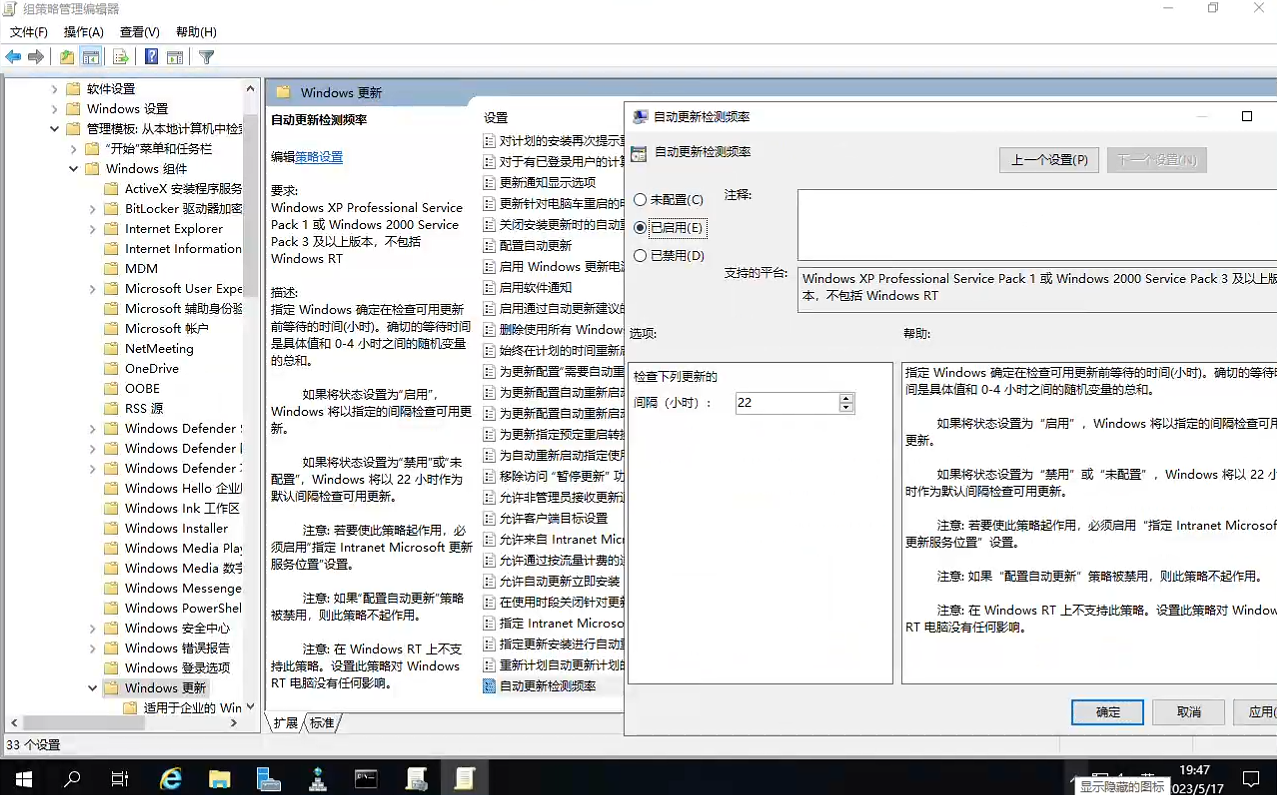 组策略管理编辑器
文件(F) 操作(A) 查看(V) 帮助(H)
软件设置
Windows 设置
管理模板: 从本地计算机中检
“开始”菜单和任务栏
Windows 组件
ActiveX 安装程序服务
BitLocker 驱动器加密
Internet Explorer
Internet Information
MDM
Microsoft User Expe
Microsoft 辅助身份验
Microsoft 帐户
NetMeeting
OneDrive
OOBE
RSS 源
Windows Defender
Windows Defender
Windows Defender
Windows Hello 企业
Windows Ink 工作区
Windows Installer
Windows Media Play
Windows Media 数字
Windows Messenge
Windows PowerShel
Windows 安全中心
Windows 错误报告
Windows 登录选项
Windows 更新
适用于企业的 Win
33 个设置
Windows 更新
自动更新检测频率
编辑策略设置
要求:
Windows XP Professional Service
Pack 1 或 Windows 2000 Service
Pack 3 及以上版本，不包括
Windows RT
描述:
指定 Windows 确定在检查可用更新
前等待的时间(小时)。确切的等待时间
是具体值和 0-4 小时之间的随机变量
的总和。
如果将状态设置为“启用”，
Windows 将以指定的间隔检查可用更
新。
如果将状态设置为“禁用”或“未
配置”，Windows 将以 22 小时作为
默认间隔检查可用更新。
注意: 若要使此策略起作用，必
须启用“指定 Intranet Microsoft 更新
服务位置”设置。
注意: 如果“配置自动更新”策略
被禁用，则此策略不起作用。
注意: 在 Windows RT 上不支
持此策略。设置此策略对 Windows
RT 电脑没有任何影响。
扩展 标准
设置
对计划的安装再次提示重
对于有已登录用户的计算
更新通知显示选项
更新针对电脑车重启的
关闭安装更新时的自动重
配置自动更新
启用 Windows 更新电源
启用软件通知
启用通过自动更新建议的
删除使用所有 Windows
始终在计划的时间重新启
为更新配置“需要自动重
为更新配置自动重新启动
为更新配置自动重新启动
为更新指定预定重启转换
为自动重新启动指定使用
移除访问 “暂停更新” 功
允许非管理员接收更新通
允许客户端目标设置
允许来自 Intranet Micr
允许通过按流量计费的连
允许自动更新立即安装
在使用时段关闭针对更新
指定 Intranet Microso
指定更新安装进行自动重
重新计划自动更新计划的
自动更新检测频率
自动更新检测频率
自动更新检测频率
上一个设置(P) 下一个设置(N)
未配置(C)
已启用(E)
已禁用(D)
注释:
支持的平台:
Windows XP Professional Service Pack 1 或 Windows 2000 Service Pack 3 及以上版
本，不包括 Windows RT
选项:
检查下列更新的
间隔（小时）: 22
帮助:
指定 Windows 确定在检查可用更新前等待的时间(小时)。确切的等待时
间是具体值和 0-4 小时之间的随机变量的总和。
如果将状态设置为“启用”，Windows 将以指定的间隔检查可用
更新。
如果将状态设置为“禁用”或“未配置”，Windows 将以 22 小
时作为默认间隔检查可用更新。
注意: 若要使此策略起作用，必须启用“指定 Intranet Microsof
更新服务位置”设置。
注意: 如果“配置自动更新”策略被禁用，则此策略不起作用。
注意: 在 Windows RT 上不支持此策略。设置此策略对 Window
RT 电脑没有任何影响。
确定 取消 应用(
19:47
023/5/17
显示隐藏的图标